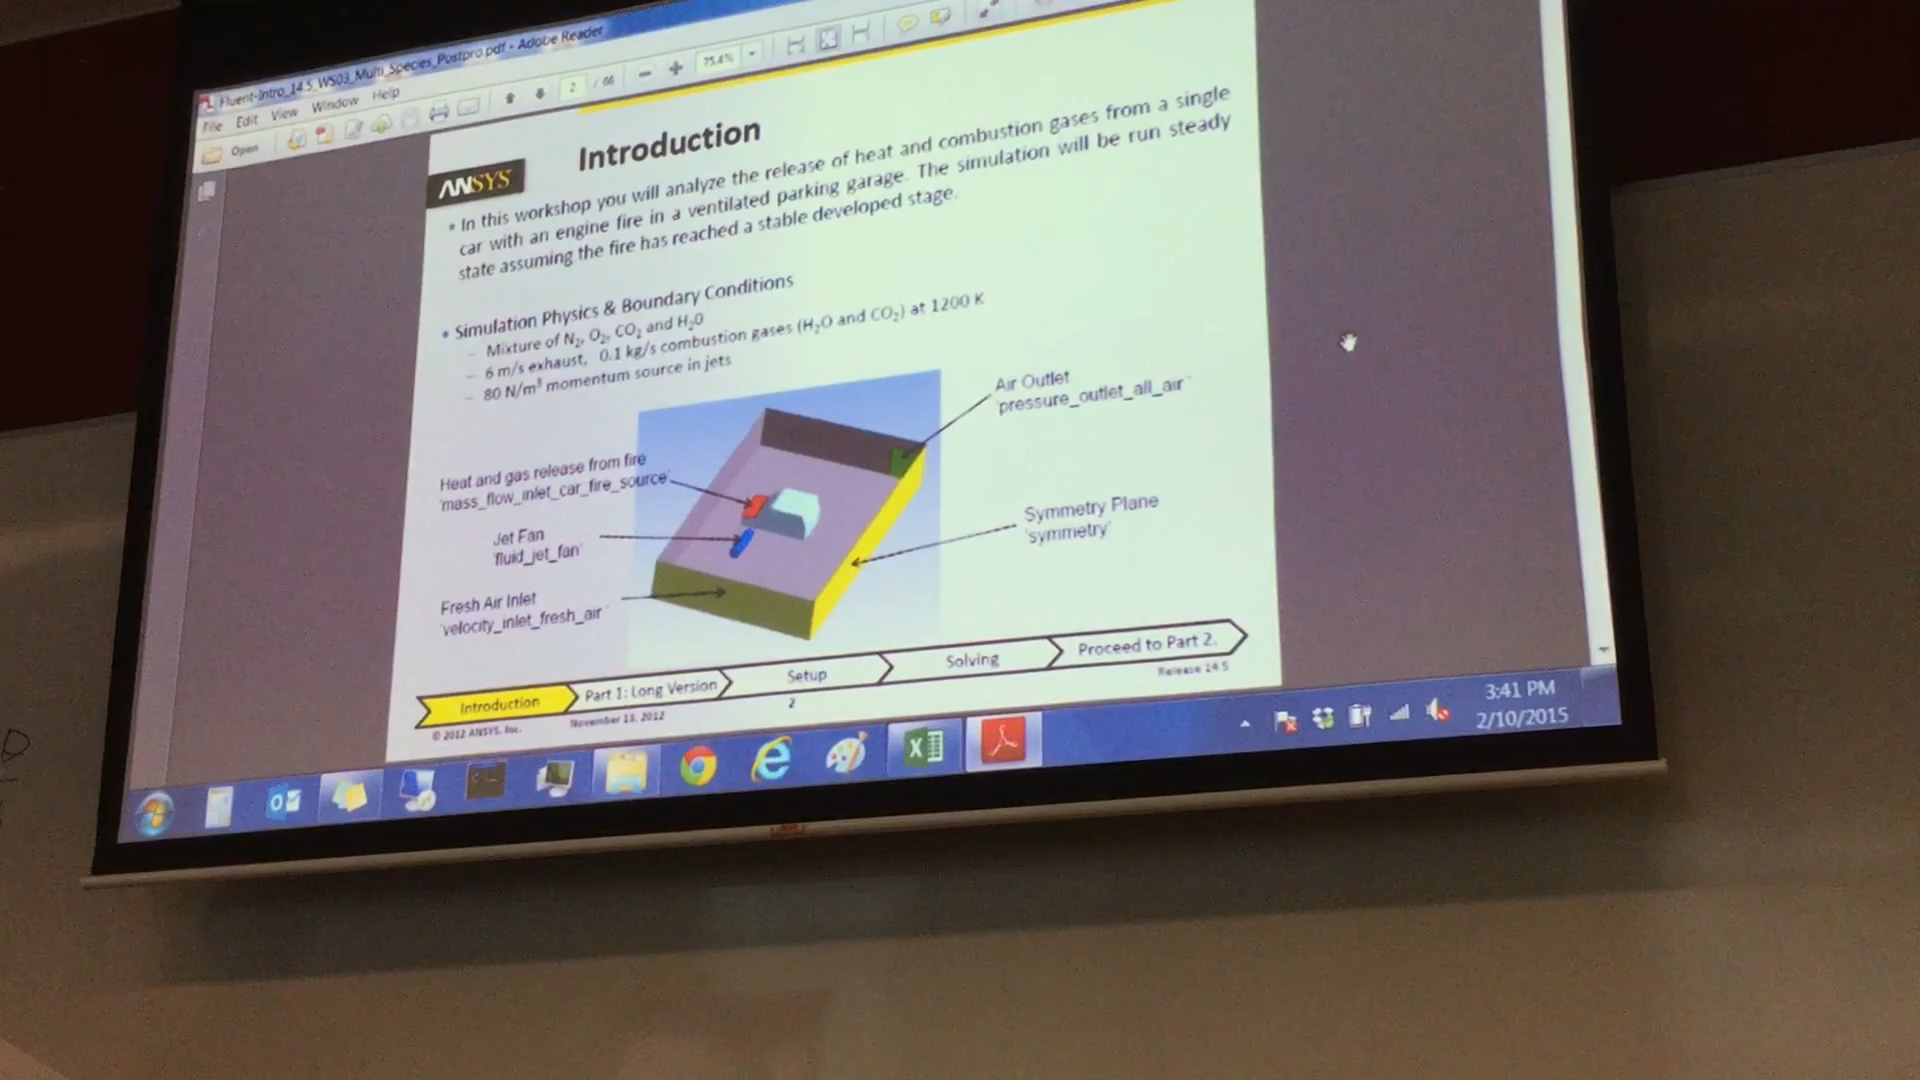 Fluent-Intro_14.5_WS03_Multi_Species_Postpro.pdf - Adobe Reader
File Edit View Window Help
Open
2 / 66
75.4%
ANSYS
Introduction
• In this workshop you will analyze the release of heat and combustion gases from a single
car with an engine fire in a ventilated parking garage. The simulation will be run steady
state assuming the fire has reached a stable developed stage.
• Simulation Physics & Boundary Conditions
– Mixture of N₂, O₂, CO₂ and H₂O
– 6 m/s exhaust, 0.1 kg/s combustion gases (H₂O and CO₂) at 1200 K
– 80 N/m³ momentum source in jets
Air Outlet
'pressure_outlet_all_air'
Heat and gas release from fire
'mass_flow_inlet_car_fire_source'
Symmetry Plane
'symmetry'
Jet Fan
'fluid_jet_fan'
Fresh Air Inlet
'velocity_inlet_fresh_air'
Introduction
Part 1: Long Version
Setup
Solving
Proceed to Part 2.
© 2012 ANSYS, Inc.
November 13, 2012
2
Release 14.5
3:41 PM
2/10/2015